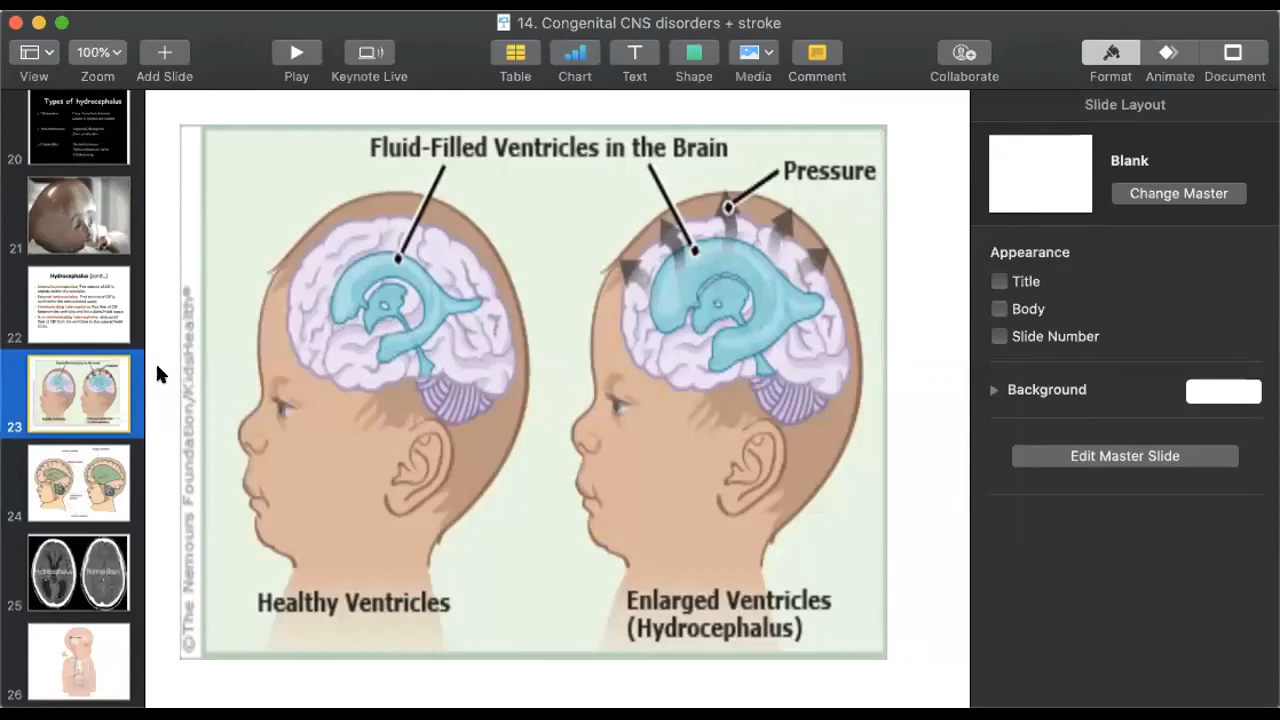 14. Congenital CNS disorders + stroke
100%
View
Zoom
Add Slide
Play
Keynote Live
Table
Chart
Text
Shape
Media
Comment
Collaborate
Format
Animate
Document
Types of hydrocephalus
20
21
Hydrocephalus (cont..)
22
23
24
Hydrocephalus
Normal Brain
25
26
Fluid-Filled Ventricles in the Brain
Pressure
©The Nemours Foundation/KidsHealth®
Healthy Ventricles
Enlarged Ventricles
(Hydrocephalus)
Slide Layout
Blank
Change Master
Appearance
Title
Body
Slide Number
Background
Edit Master Slide